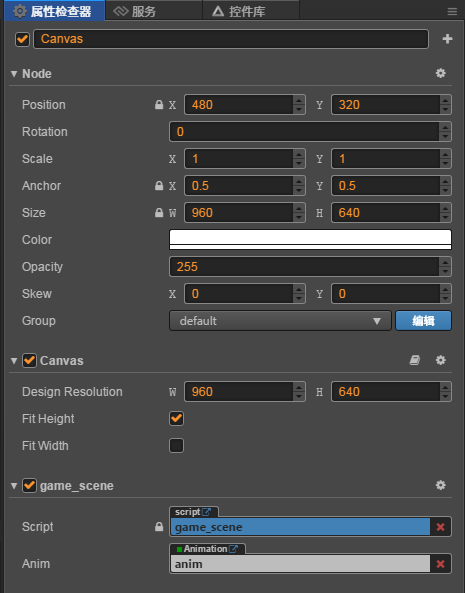 属性检查器 服务 控件库
Canvas
Node
Position X 480 Y 320
Rotation 0
Scale X 1 Y 1
Anchor X 0.5 Y 0.5
Size W 960 H 640
Color
Opacity 255
Skew X 0 Y 0
Group default 编辑
Canvas
Design Resolution W 960 H 640
Fit Height
Fit Width
game_scene
script
Script game_scene
Animation
Anim anim